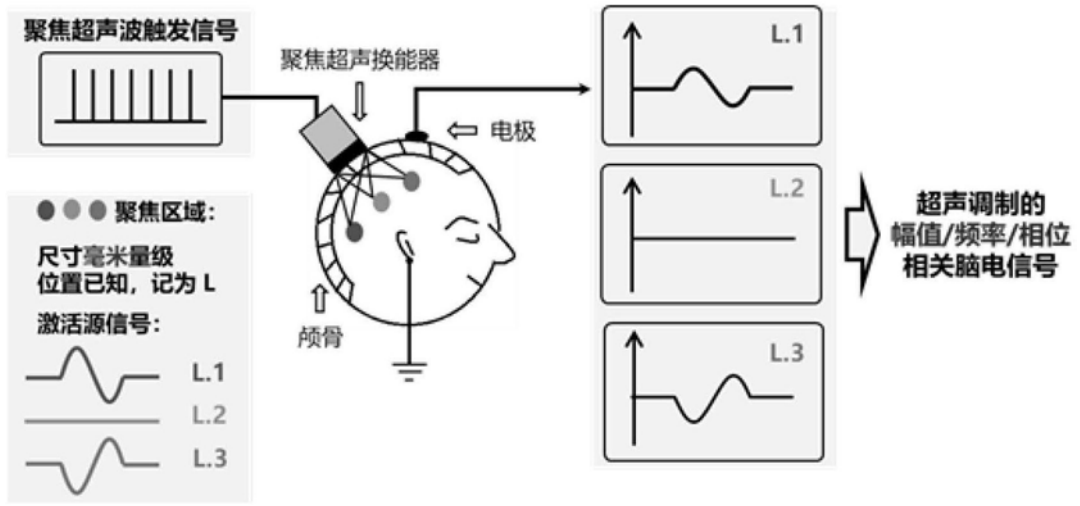 聚焦超声波触发信号
聚焦超声换能器
电极
颅骨
聚焦区域：
尺寸毫米量级
位置已知，记为 L
激活源信号：
L.1
L.2
L.3
L.1
L.2
L.3
超声调制的
幅值/频率/相位
相关脑电信号